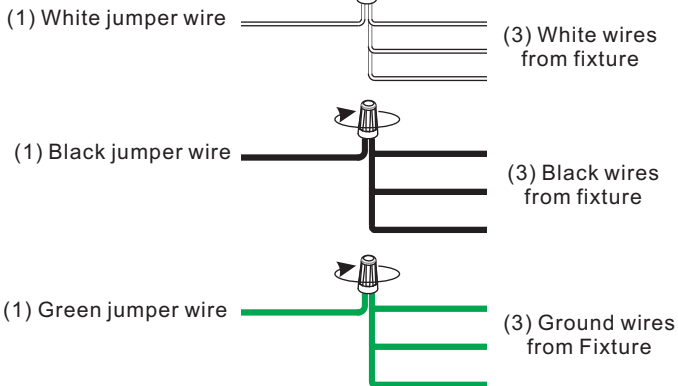 (1) White jumper wire
(3) White wires
from fixture
(1) Black jumper wire
(3) Black wires
from fixture
(1) Green jumper wire
(3) Ground wires
from Fixture